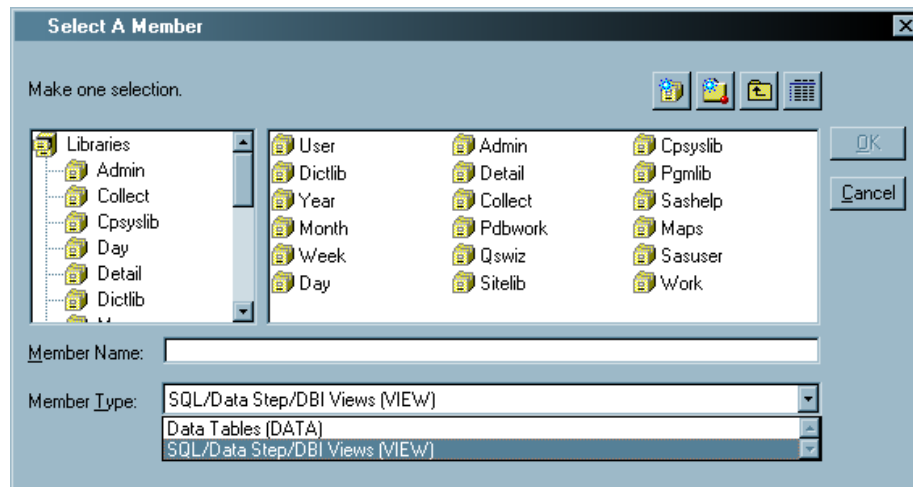 Select A Member
Make one selection.
Libraries
Admin
Collect
Cpsyslib
Day
Detail
Dictlib
User Admin Cpsyslib
Dictlib Detail Pgmlib
Year Collect Sashelp
Month Pdbwork Maps
Week Qswiz Sasuser
Day Sitelib Work
OK
Cancel
Member Name:
Member Type: SQL/Data Step/DBI Views (VIEW)
Data Tables (DATA)
SQL/Data Step/DBI Views (VIEW)